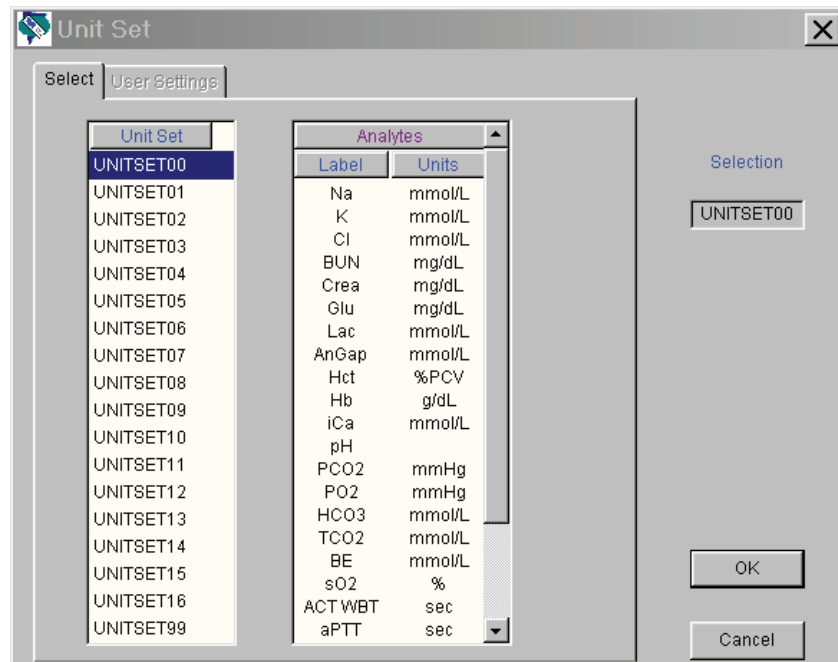 Unit Set
Select
User Settings
Unit Set
UNITSET00
UNITSET01
UNITSET02
UNITSET03
UNITSET04
UNITSET05
UNITSET06
UNITSET07
UNITSET08
UNITSET09
UNITSET10
UNITSET11
UNITSET12
UNITSET13
UNITSET14
UNITSET15
UNITSET16
UNITSET99
Analytes
Label Units
Na mmol/L
K mmol/L
Cl mmol/L
BUN mg/dL
Crea mg/dL
Glu mg/dL
Lac mmol/L
AnGap mmol/L
Hct %PCV
Hb g/dL
iCa mmol/L
pH
PCO2 mmHg
PO2 mmHg
HCO3 mmol/L
TCO2 mmol/L
BE mmol/L
sO2 %
ACT WBT sec
aPTT sec
Selection
UNITSET00
OK
Cancel